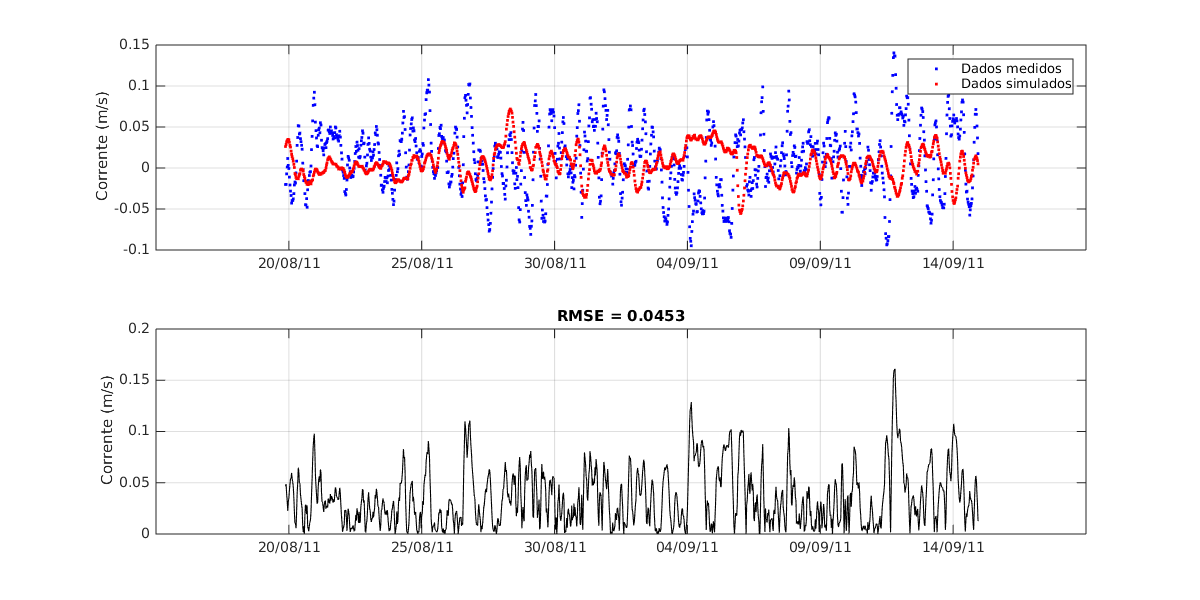 0.15
0.1
0.05
0
-0.05
-0.1
Corrente (m/s)
Dados medidos
Dados simulados
20/08/11 25/08/11 30/08/11 04/09/11 09/09/11 14/09/11
RMSE = 0.0453
0.2
0.15
0.1
0.05
0
Corrente (m/s)
20/08/11 25/08/11 30/08/11 04/09/11 09/09/11 14/09/11